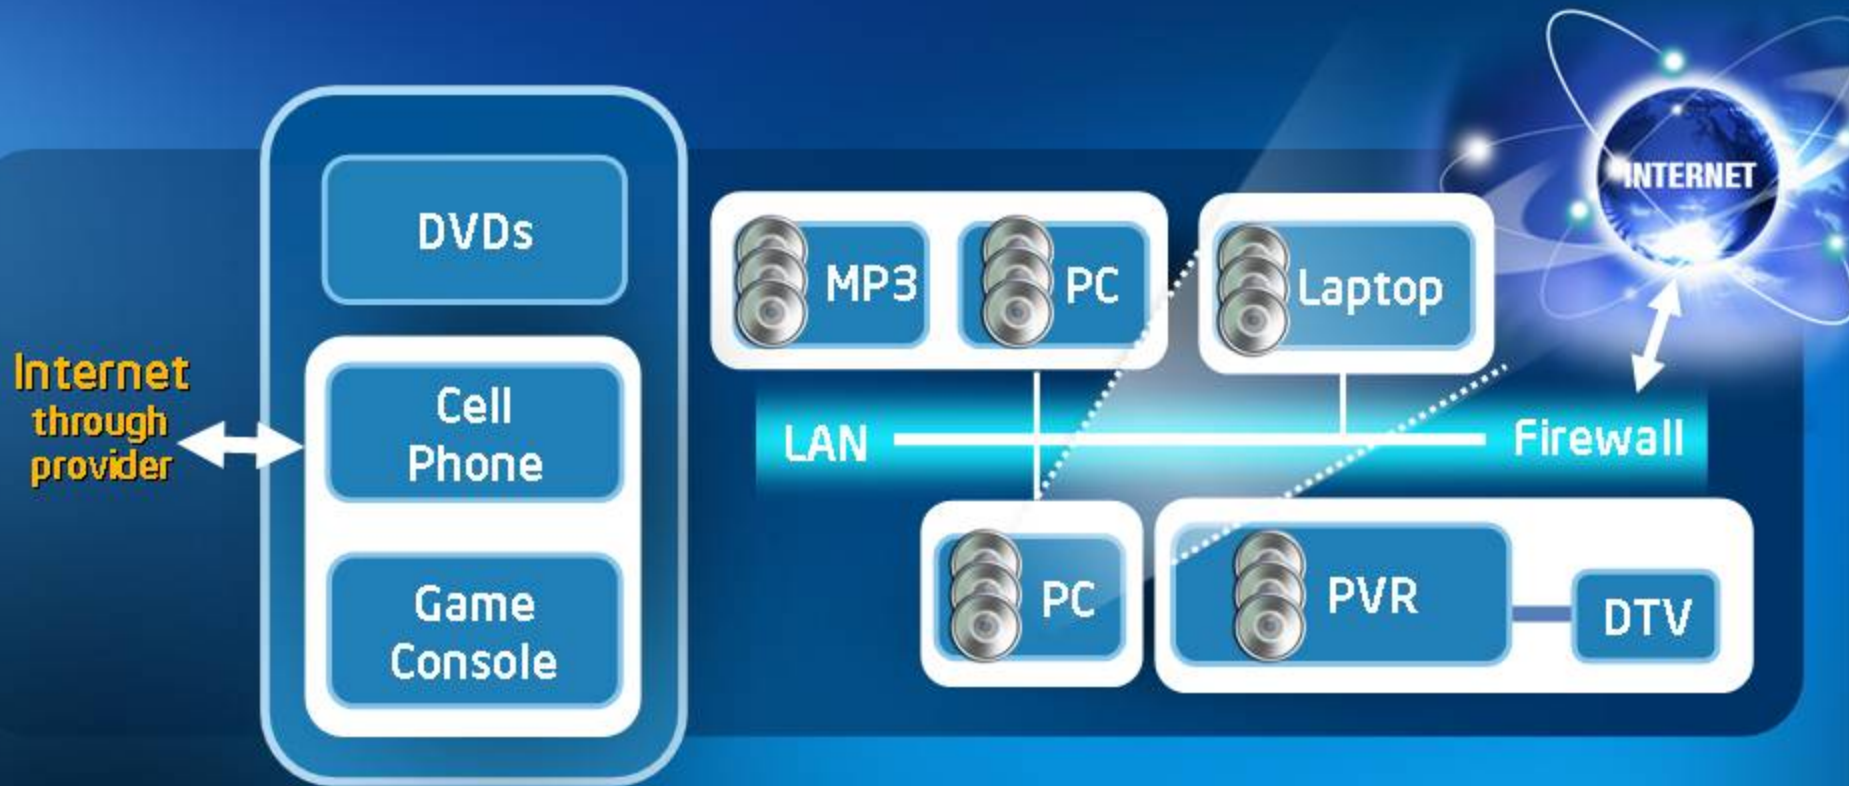 Internet
through
provider
DVDs
Cell
Phone
Game
Console
MP3
PC
Laptop
INTERNET
LAN
Firewall
PC
PVR
DTV